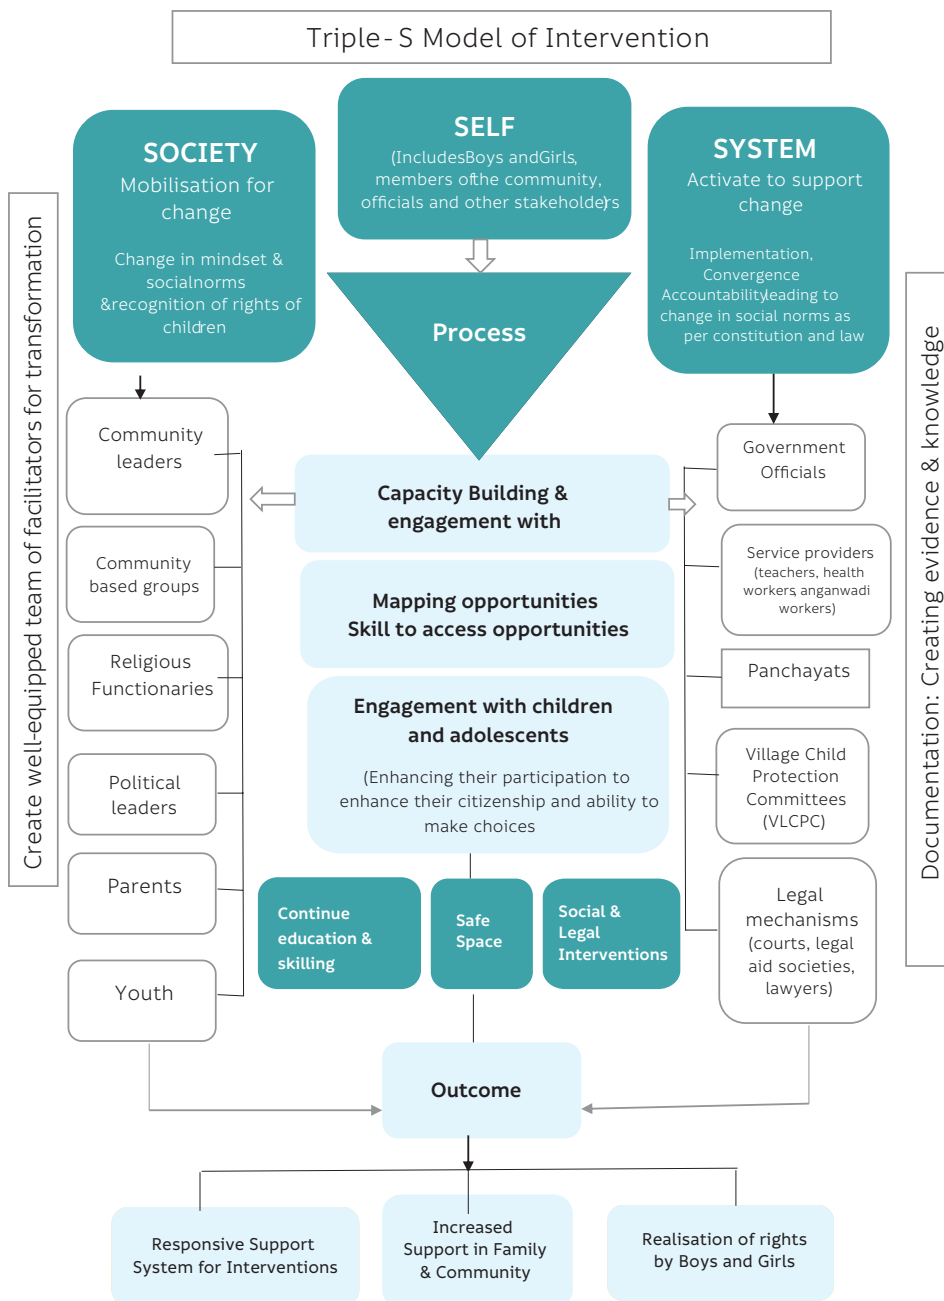 Triple-S Model of Intervention
SOCIETY
Mobilisation for
change
Change in mindset &
socialnorms
&recognition of rights of
children
SELF
(IncludesBoys andGirls,
members ofthe community,
officials and other stakeholders)
SYSTEM
Activate to support
change
Implementation,
Convergence
Accountability,leading to
change in social norms as
per constitution and law
Create well-equipped team of facilitators for transformation
Documentation: Creating evidence & knowledge
Process
Community
leaders
Community
based groups
Religious
Functionaries
Political
leaders
Parents
Youth
Capacity Building &
engagement with
Mapping opportunities
Skill to access opportunities
Engagement with children
and adolescents
(Enhancing their participation to
enhance their citizenship and ability to
make choices
Continue
education &
skilling
Safe
Space
Social &
Legal
Interventions
Government
Officials
Service providers
(teachers, health
workers, anganwadi
workers)
Panchayats
Village Child
Protection
Committees
(VLCPC)
Legal
mechanisms
(courts, legal
aid societies,
lawyers)
Outcome
Responsive Support
System for Interventions
Increased
Support in Family
& Community
Realisation of rights
by Boys and Girls